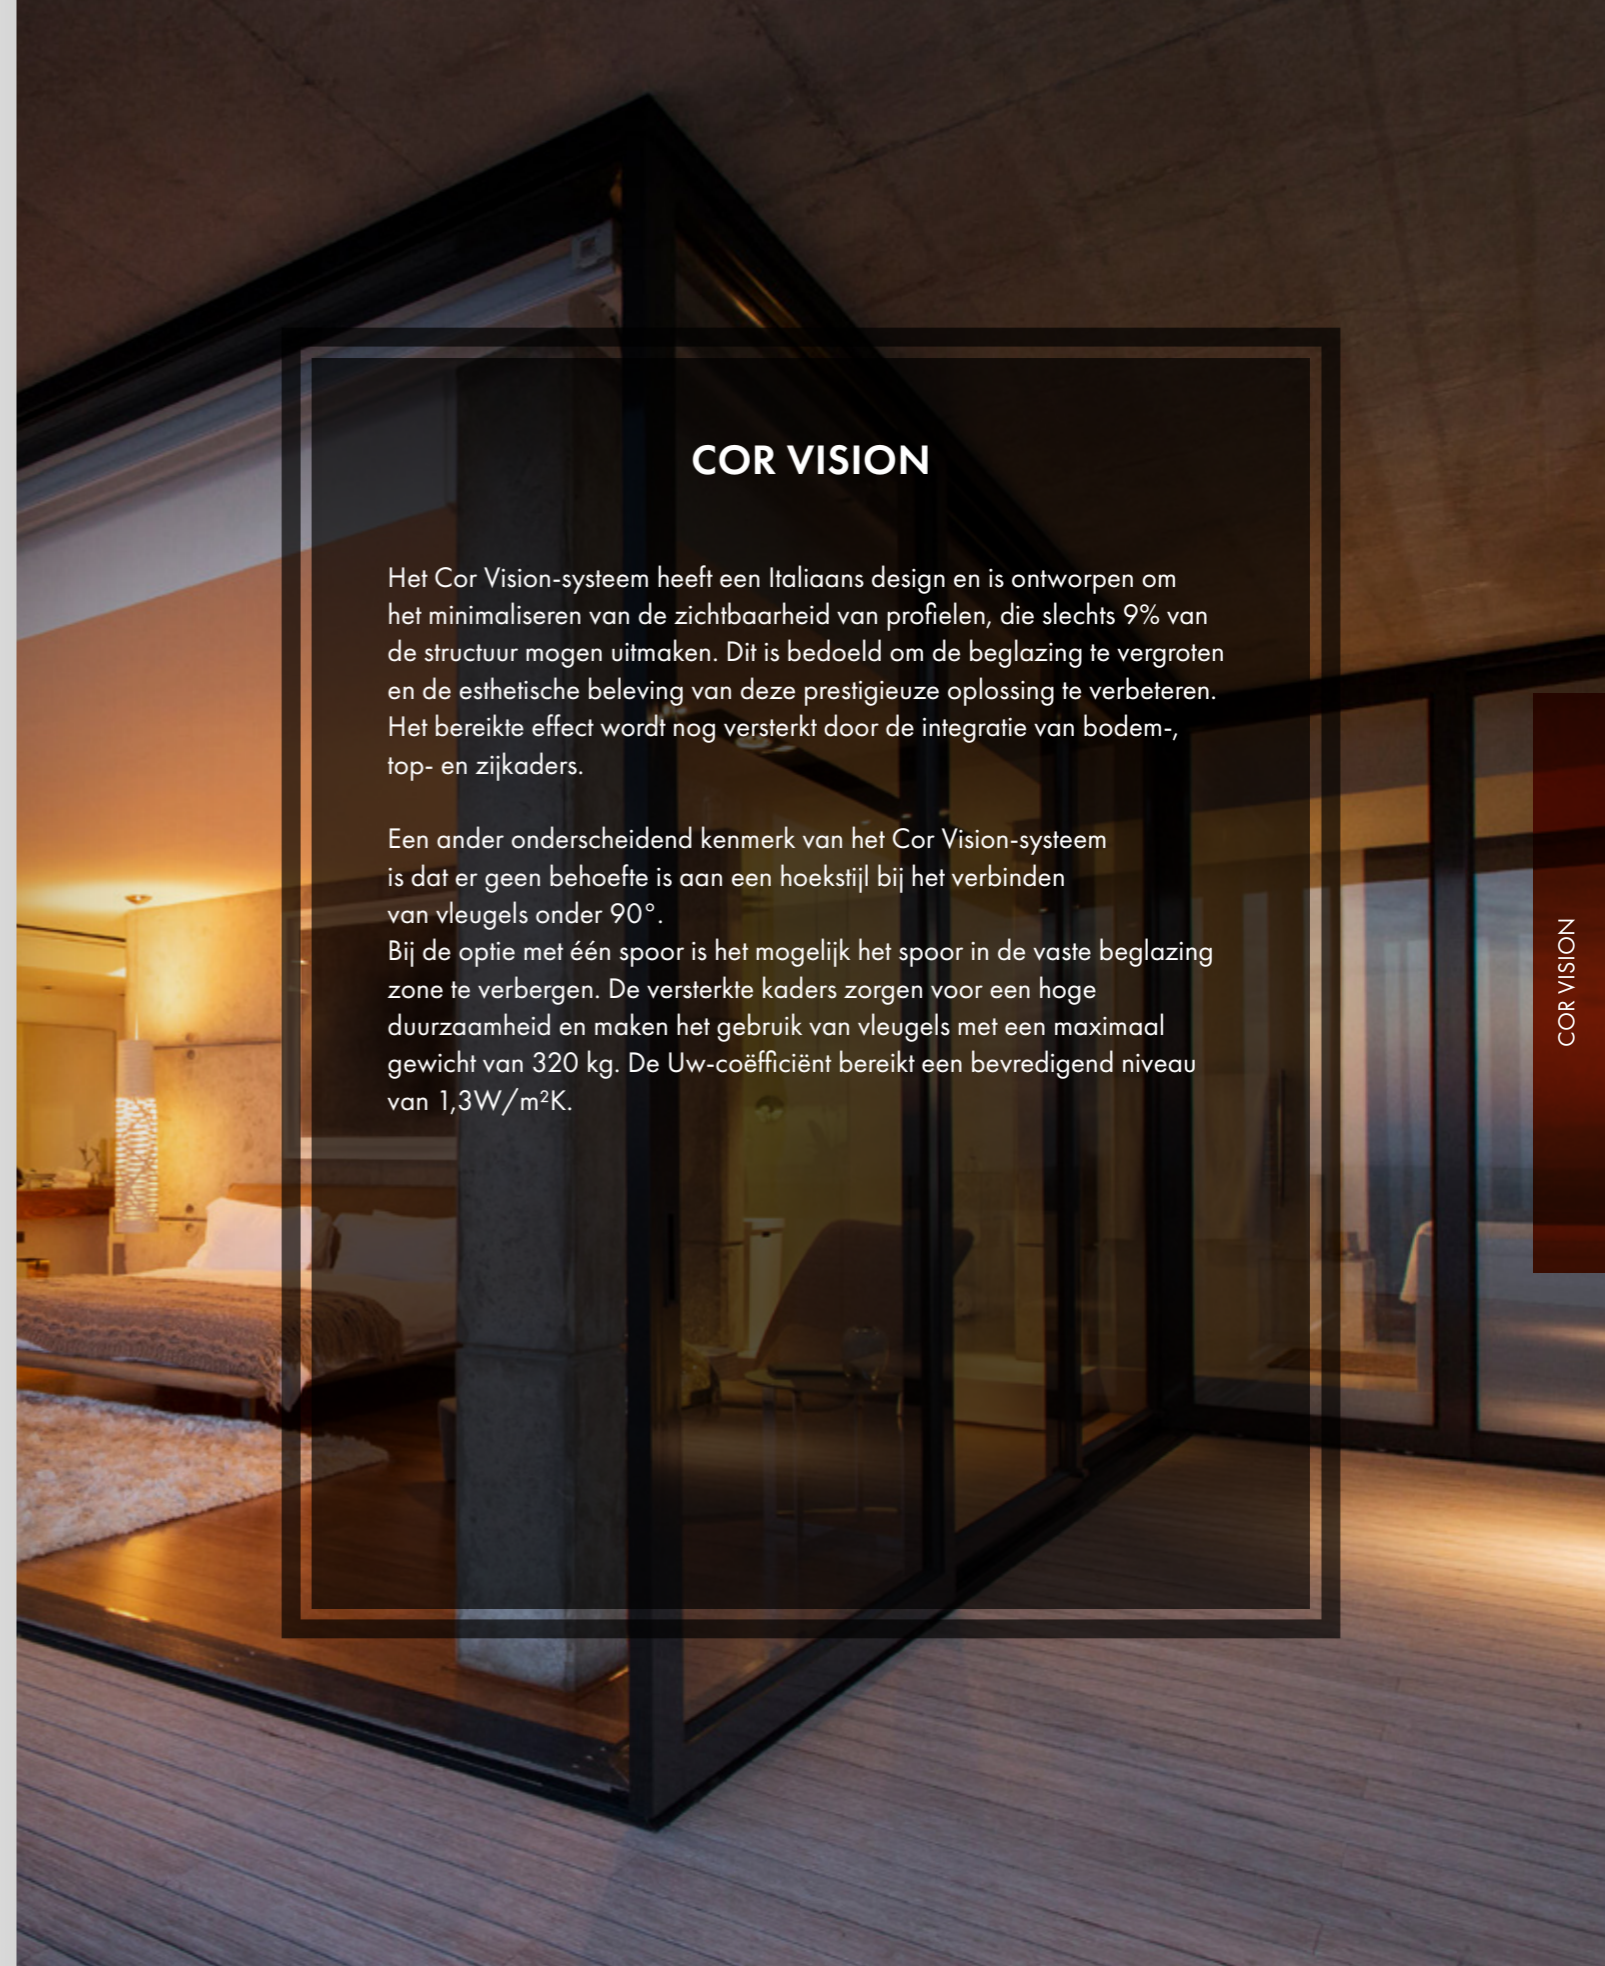 COR VISION
Het Cor Vision-systeem heeft een Italiaans design en is ontworpen om
het minimaliseren van de zichtbaarheid van profielen, die slechts 9% van
de structuur mogen uitmaken. Dit is bedoeld om de beglazing te vergroten
en de esthetische beleving van deze prestigieuze oplossing te verbeteren.
Het bereikte effect wordt nog versterkt door de integratie van bodem-,
top- en zijkaders.
Een ander onderscheidend kenmerk van het Cor Vision-systeem
is dat er geen behoefte is aan een hoekstijl bij het verbinden
van vleugels onder 90°.
Bij de optie met één spoor is het mogelijk het spoor in de vaste beglazing
zone te verbergen. De versterkte kaders zorgen voor een hoge
duurzaamheid en maken het gebruik van vleugels met een maximaal
gewicht van 320 kg. De Uw-coëfficiënt bereikt een bevredigend niveau
van 1,3W/m²K.
COR VISION